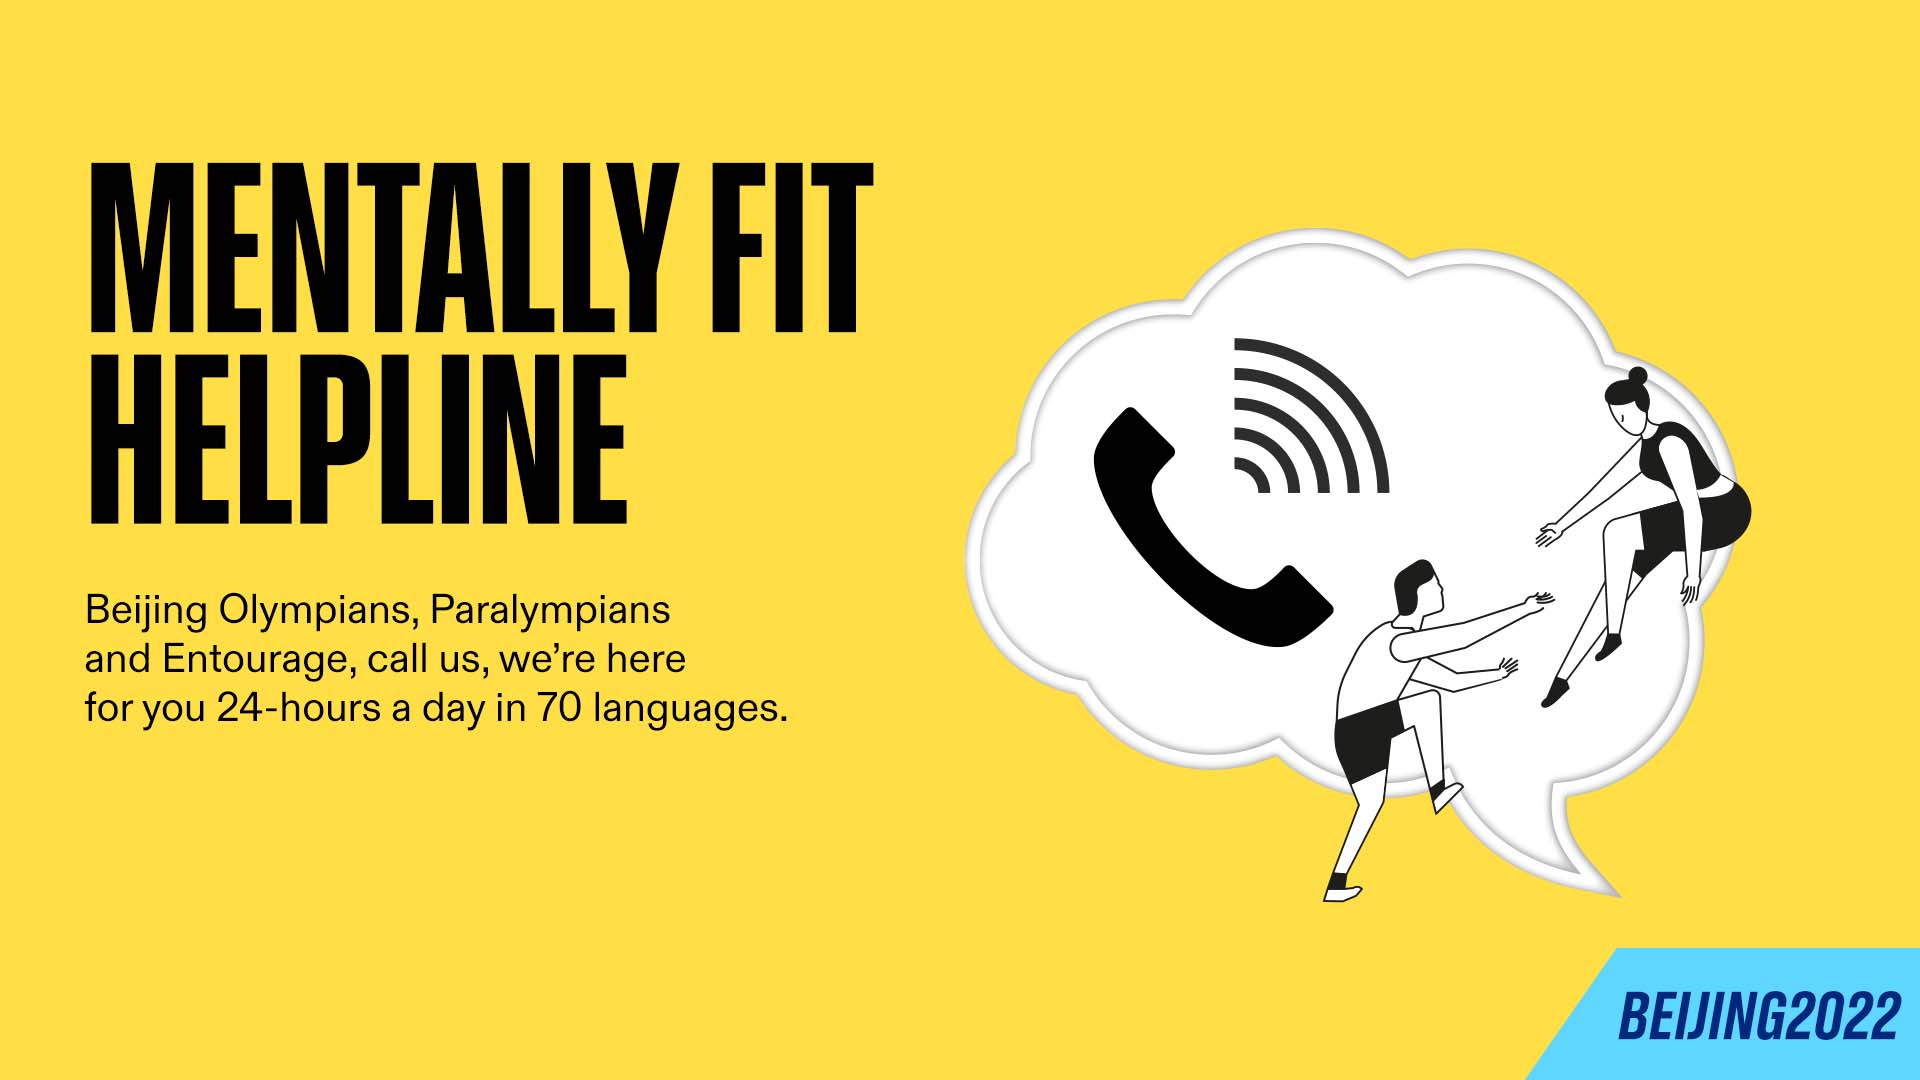 MENTALLY FIT
HELPLINE
Beijing Olympians, Paralympians
and Entourage, call us, we’re here
for you 24-hours a day in 70 languages.
BEIJING2022